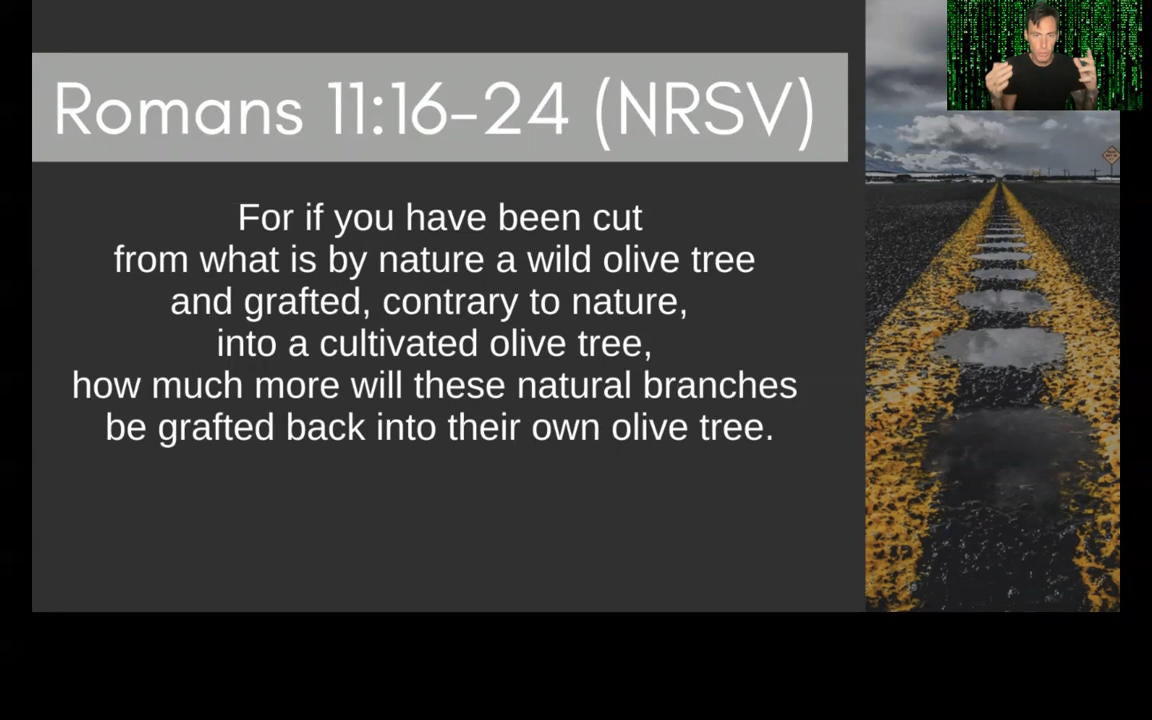 Romans 11:16-24 (NRSV)
For if you have been cut
from what is by nature a wild olive tree
and grafted, contrary to nature,
into a cultivated olive tree,
how much more will these natural branches
be grafted back into their own olive tree.